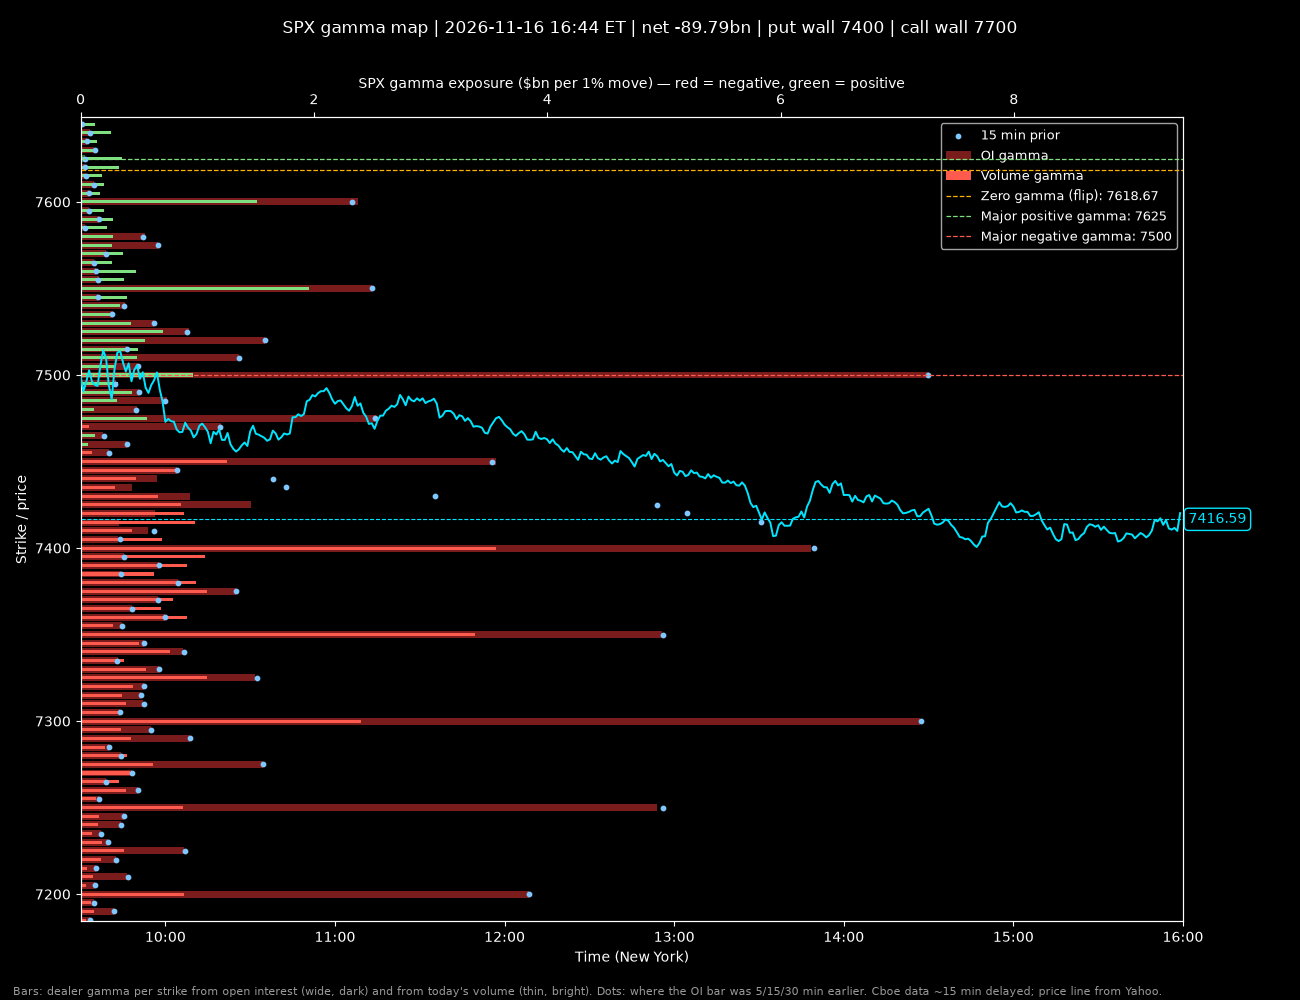 SPX gamma map | 2026-11-16 16:44 ET | net -89.79bn | put wall 7400 | call wall 7700
SPX gamma exposure ($bn per 1% move) — red = negative, green = positive
0 2 4 6 8
15 min prior
OI gamma
Volume gamma
Zero gamma (flip): 7618.67
Major positive gamma: 7625
Major negative gamma: 7500
7600
7500
7400
7300
7200
Strike / price
7416.59
10:00 11:00 12:00 13:00 14:00 15:00 16:00
Time (New York)
Bars: dealer gamma per strike from open interest (wide, dark) and from today's volume (thin, bright). Dots: where the OI bar was 5/15/30 min earlier. Cboe data ~15 min delayed; price line from Yahoo.